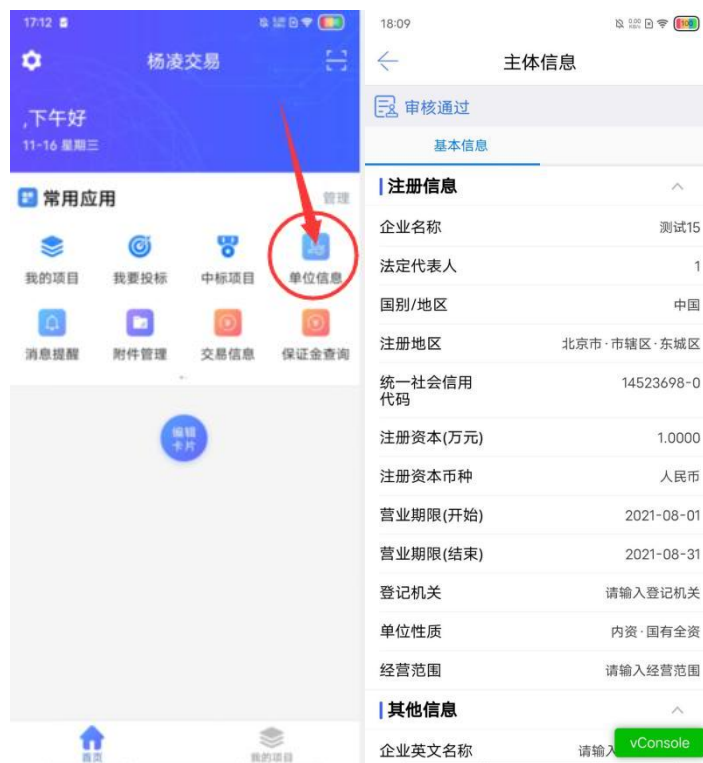 17:12
杨凌交易
,下午好
11-16 星期三
常用应用
管理
我的项目
我要投标
中标项目
单位信息
消息提醒
附件管理
交易信息
保证金查询
编辑
卡片
首页
我的项目
18:09
100
主体信息
审核通过
基本信息
注册信息
企业名称 测试15
法定代表人 1
国别/地区 中国
注册地区 北京市·市辖区·东城区
统一社会信用
代码 14523698-0
注册资本(万元) 1.0000
注册资本币种 人民币
营业期限(开始) 2021-08-01
营业期限(结束) 2021-08-31
登记机关 请输入登记机关
单位性质 内资·国有全资
经营范围 请输入经营范围
其他信息
企业英文名称 请输入
vConsole